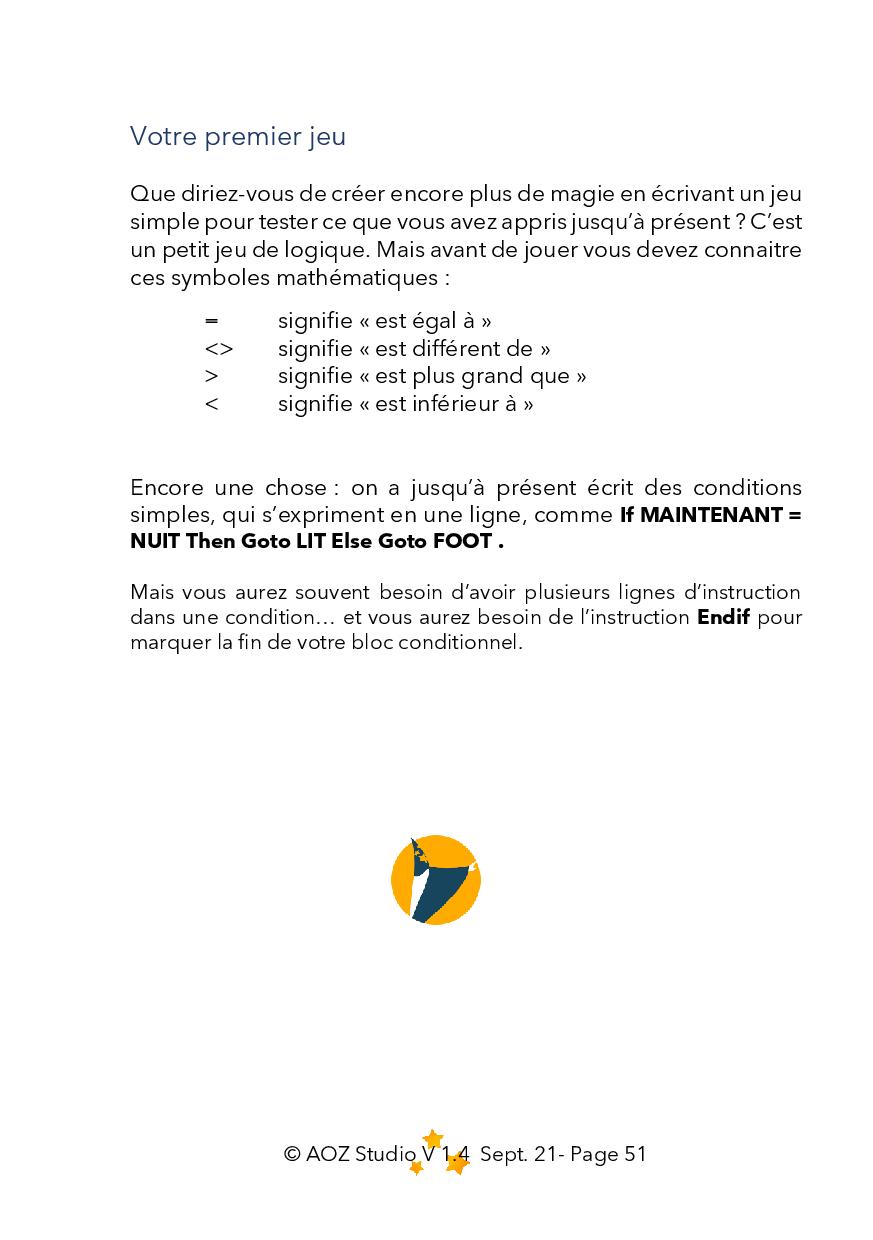 Votre premier jeu
Que diriez-vous de créer encore plus de magie en écrivant un jeu
simple pour tester ce que vous avez appris jusqu’à présent ? C’est
un petit jeu de logique. Mais avant de jouer vous devez connaitre
ces symboles mathématiques :
= signifie « est égal à »
<> signifie « est différent de »
> signifie « est plus grand que »
< signifie « est inférieur à »
Encore une chose : on a jusqu’à présent écrit des conditions
simples, qui s’expriment en une ligne, comme If MAINTENANT =
NUIT Then Goto LIT Else Goto FOOT .
Mais vous aurez souvent besoin d’avoir plusieurs lignes d’instruction
dans une condition… et vous aurez besoin de l’instruction Endif pour
marquer la fin de votre bloc conditionnel.
© AOZ Studio V 1.4 Sept. 21- Page 51